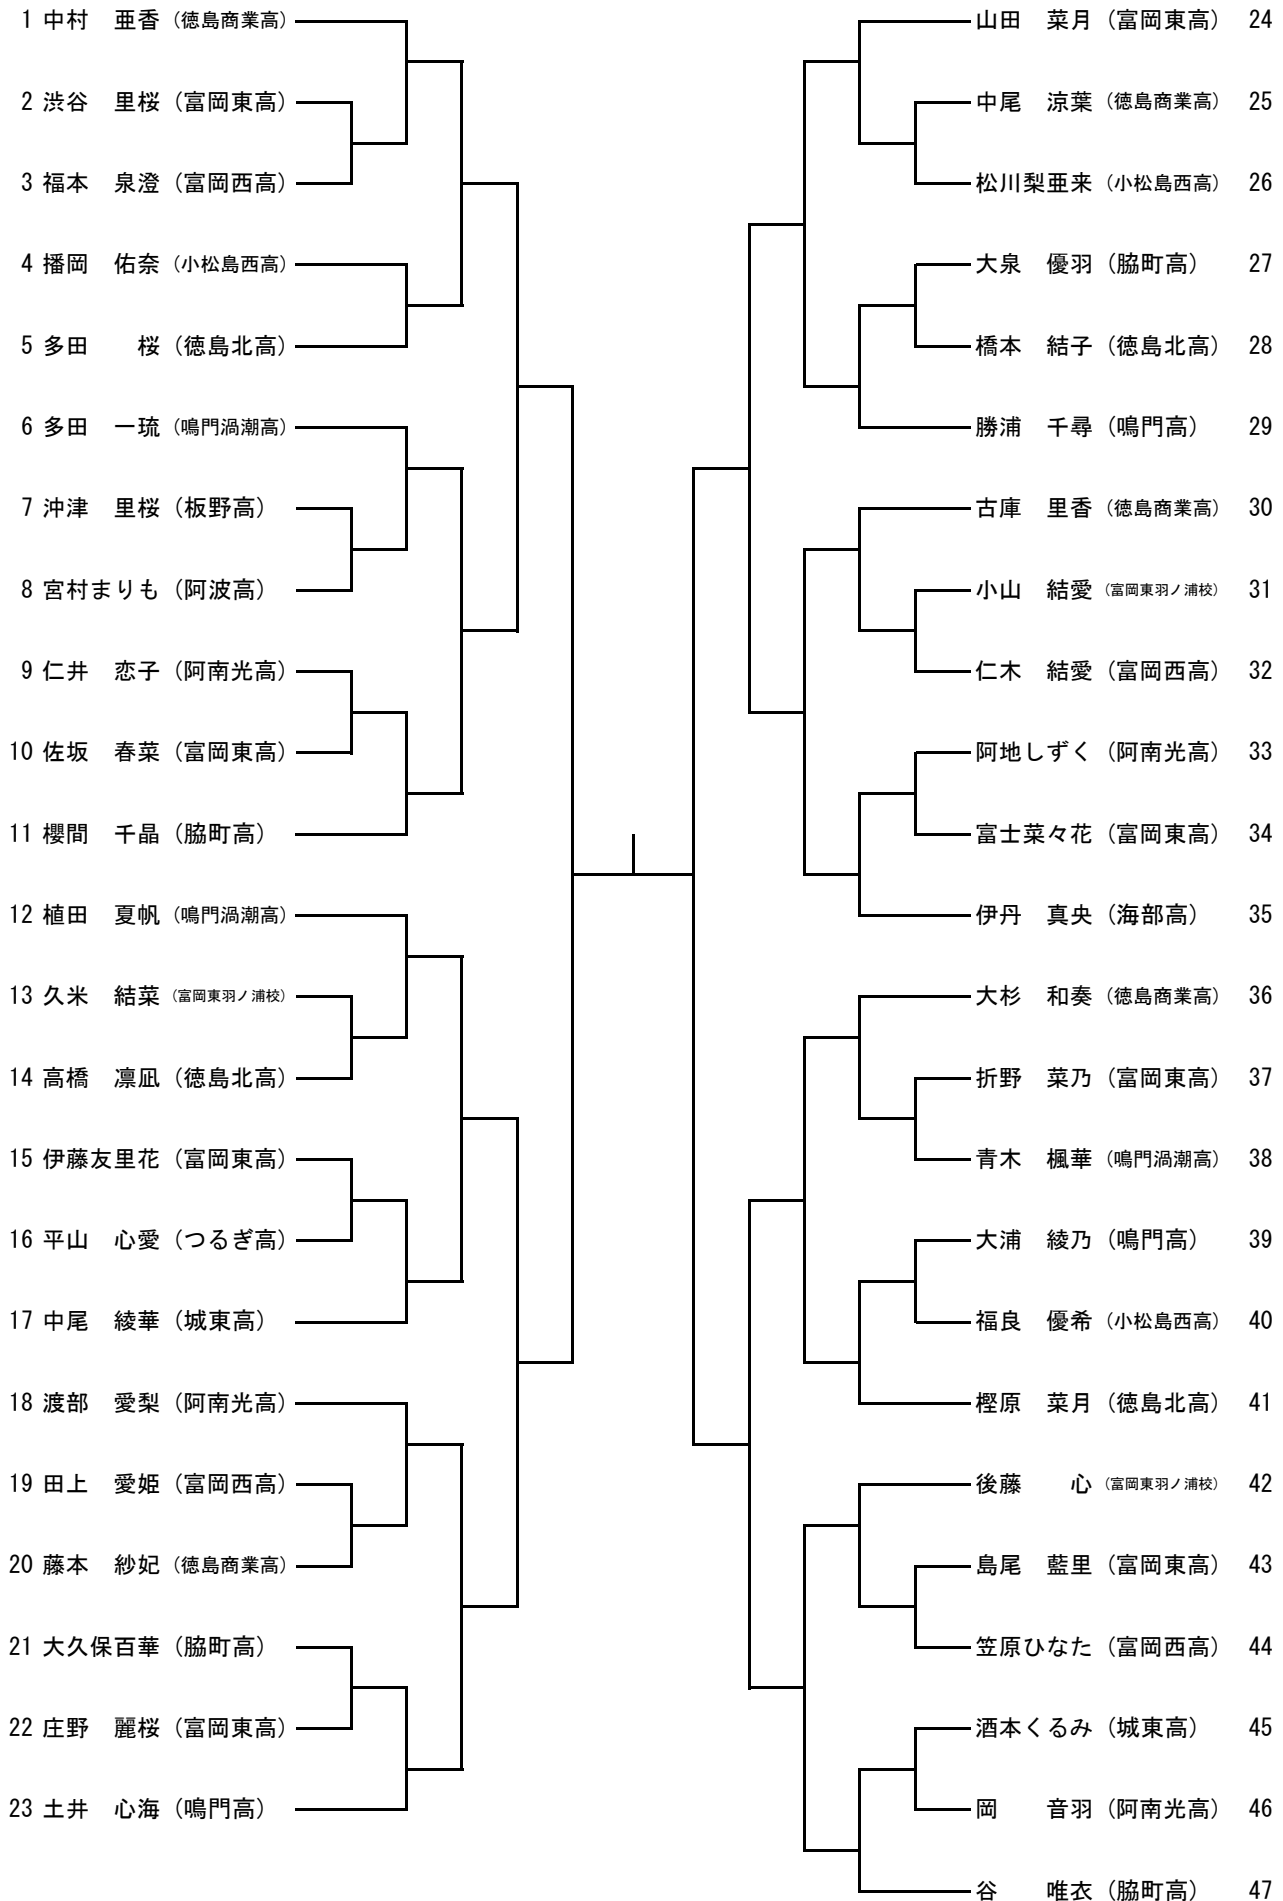 1 中村　亜香（徳島商業高）
2 渋谷　里桜（富岡東高）
3 福本　泉澄（富岡西高）
4 播岡　佑奈（小松島西高）
5 多田　　桜（徳島北高）
6 多田　一琉（鳴門渦潮高）
7 沖津　里桜（板野高）
8 宮村まりも（阿波高）
9 仁井　恋子（阿南光高）
10 佐坂　春菜（富岡東高）
11 櫻間　千晶（脇町高）
12 植田　夏帆（鳴門渦潮高）
13 久米　結菜（富岡東羽ノ浦校）
14 高橋　凛凪（徳島北高）
15 伊藤友里花（富岡東高）
16 平山　心愛（つるぎ高）
17 中尾　綾華（城東高）
18 渡部　愛梨（阿南光高）
19 田上　愛姫（富岡西高）
20 藤本　紗妃（徳島商業高）
21 大久保百華（脇町高）
22 庄野　麗桜（富岡東高）
23 土井　心海（鳴門高）
山田　菜月（富岡東高） 24
中尾　涼葉（徳島商業高） 25
松川梨亜来（小松島西高） 26
大泉　優羽（脇町高） 27
橋本　結子（徳島北高） 28
勝浦　千尋（鳴門高） 29
古庫　里香（徳島商業高） 30
小山　結愛（富岡東羽ノ浦校） 31
仁木　結愛（富岡西高） 32
阿地しずく（阿南光高） 33
富士菜々花（富岡東高） 34
伊丹　真央（海部高） 35
大杉　和奏（徳島商業高） 36
折野　菜乃（富岡東高） 37
青木　楓華（鳴門渦潮高） 38
大浦　綾乃（鳴門高） 39
福良　優希（小松島西高） 40
樫原　菜月（徳島北高） 41
後藤　　心（富岡東羽ノ浦校） 42
島尾　藍里（富岡東高） 43
笠原ひなた（富岡西高） 44
酒本くるみ（城東高） 45
岡　　音羽（阿南光高） 46
谷　　唯衣（脇町高） 47